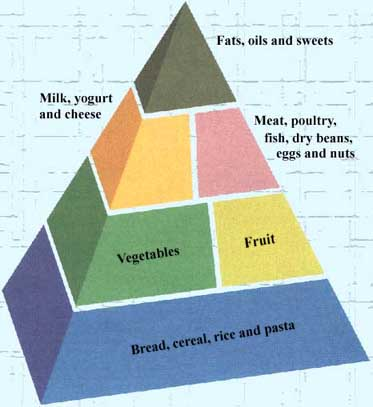 Fats, oils and sweets
Milk, yogurt
and cheese
Meat, poultry,
fish, dry beans,
eggs and nuts
Vegetables
Fruit
Bread, cereal, rice and pasta